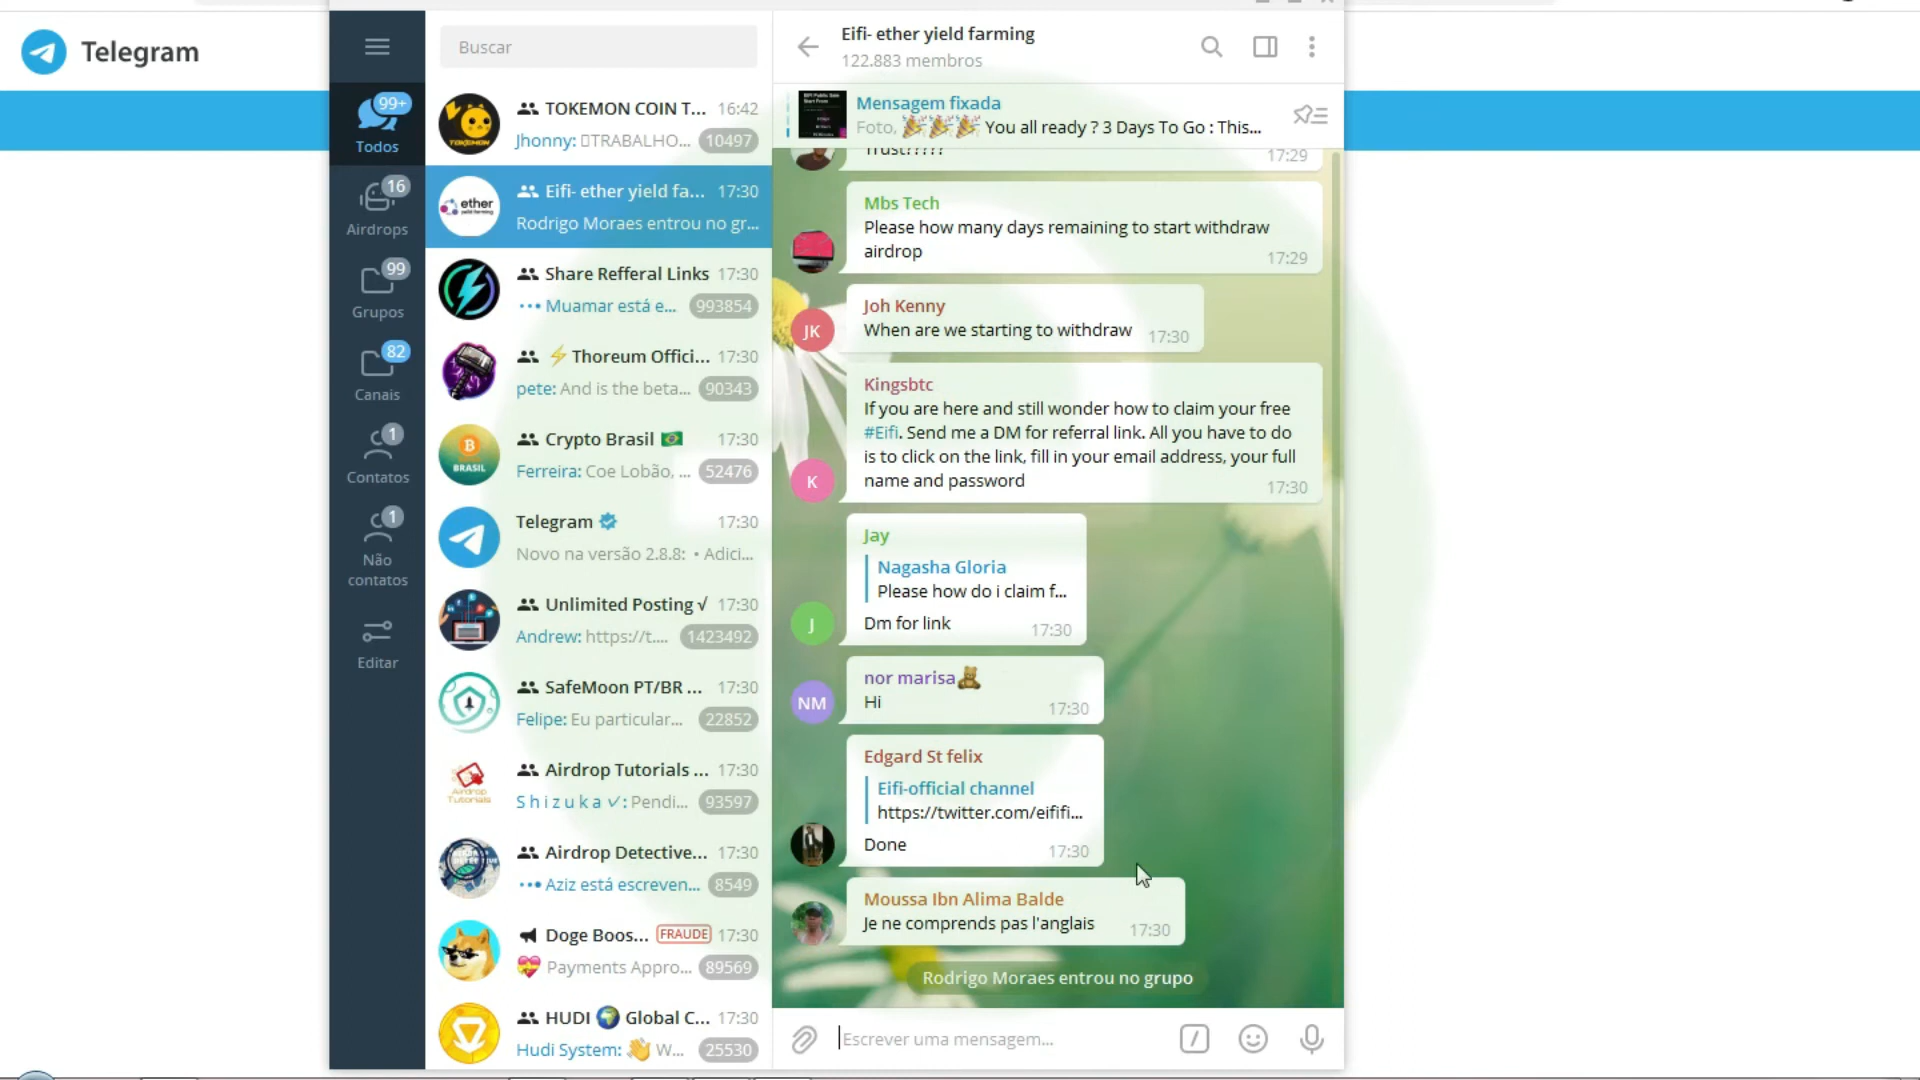 Telegram
Buscar
99+
Todos
16
Airdrops
99
Grupos
82
Canais
1
Contatos
1
Não
contatos
Editar
TOKEMON COIN T... 16:42
Jhonny: TRABALHO... 10497
Eifi- ether yield fa... 17:30
Rodrigo Moraes entrou no gr...
Share Refferal Links 17:30
Muamar está e... 993854
⚡Thoreum Offici... 17:30
pete: And is the beta... 90343
Crypto Brasil 🇧🇷 17:30
Ferreira: Coe Lobão, ... 52476
Telegram 17:30
Novo na versão 2.8.8: • Adici...
Unlimited Posting √ 17:30
Andrew: https://t.... 1423492
SafeMoon PT/BR ... 17:30
Felipe: Eu particular... 22852
Airdrop Tutorials ... 17:30
S h i z u k a ✓: Pendi... 93597
Airdrop Detective... 17:30
Aziz está escreven... 8549
Doge Boos... FRAUDE 17:30
💝 Payments Appro... 89569
HUDI 🌍 Global C... 17:30
Hudi System: 👋 W... 25530
Eifi- ether yield farming
122.883 membros
Mensagem fixada
Foto, 🎉🎉🎉 You all ready ? 3 Days To Go : This...
Trust????
17:29
Mbs Tech
Please how many days remaining to start withdraw
airdrop
17:29
Joh Kenny
When are we starting to withdraw 17:30
JK
Kingsbtc
If you are here and still wonder how to claim your free
#Eifi. Send me a DM for referral link. All you have to do
is to click on the link, fill in your email address, your full
name and password
17:30
K
Jay
Nagasha Gloria
Please how do i claim f...
Dm for link 17:30
J
nor marisa🧸
Hi 17:30
NM
Edgard St felix
Eifi-official channel
https://twitter.com/eififi...
Done 17:30
Moussa Ibn Alima Balde
Je ne comprends pas l'anglais 17:30
Rodrigo Moraes entrou no grupo
Escrever uma mensagem...